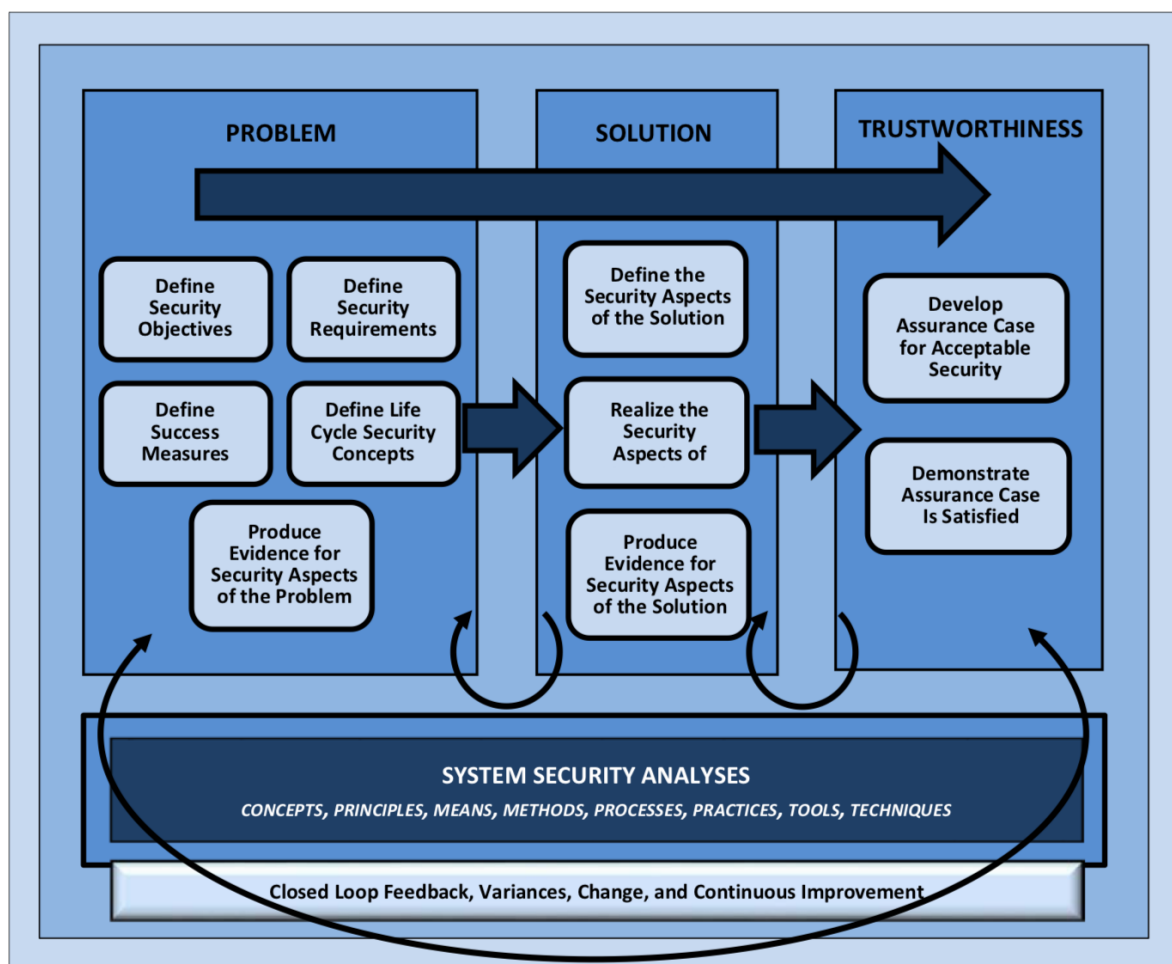 PROBLEM
Define
Security
Objectives
Define
Security
Requirements
Define
Success
Measures
Define Life
Cycle Security
Concepts
Produce
Evidence for
Security Aspects
of the Problem
SOLUTION
Define the
Security Aspects
of the Solution
Realize the
Security
Aspects of
Produce
Evidence for
Security Aspects
of the Solution
TRUSTWORTHINESS
Develop
Assurance Case
for Acceptable
Security
Demonstrate
Assurance Case
Is Satisfied
SYSTEM SECURITY ANALYSES
CONCEPTS, PRINCIPLES, MEANS, METHODS, PROCESSES, PRACTICES, TOOLS, TECHNIQUES
Closed Loop Feedback, Variances, Change, and Continuous Improvement